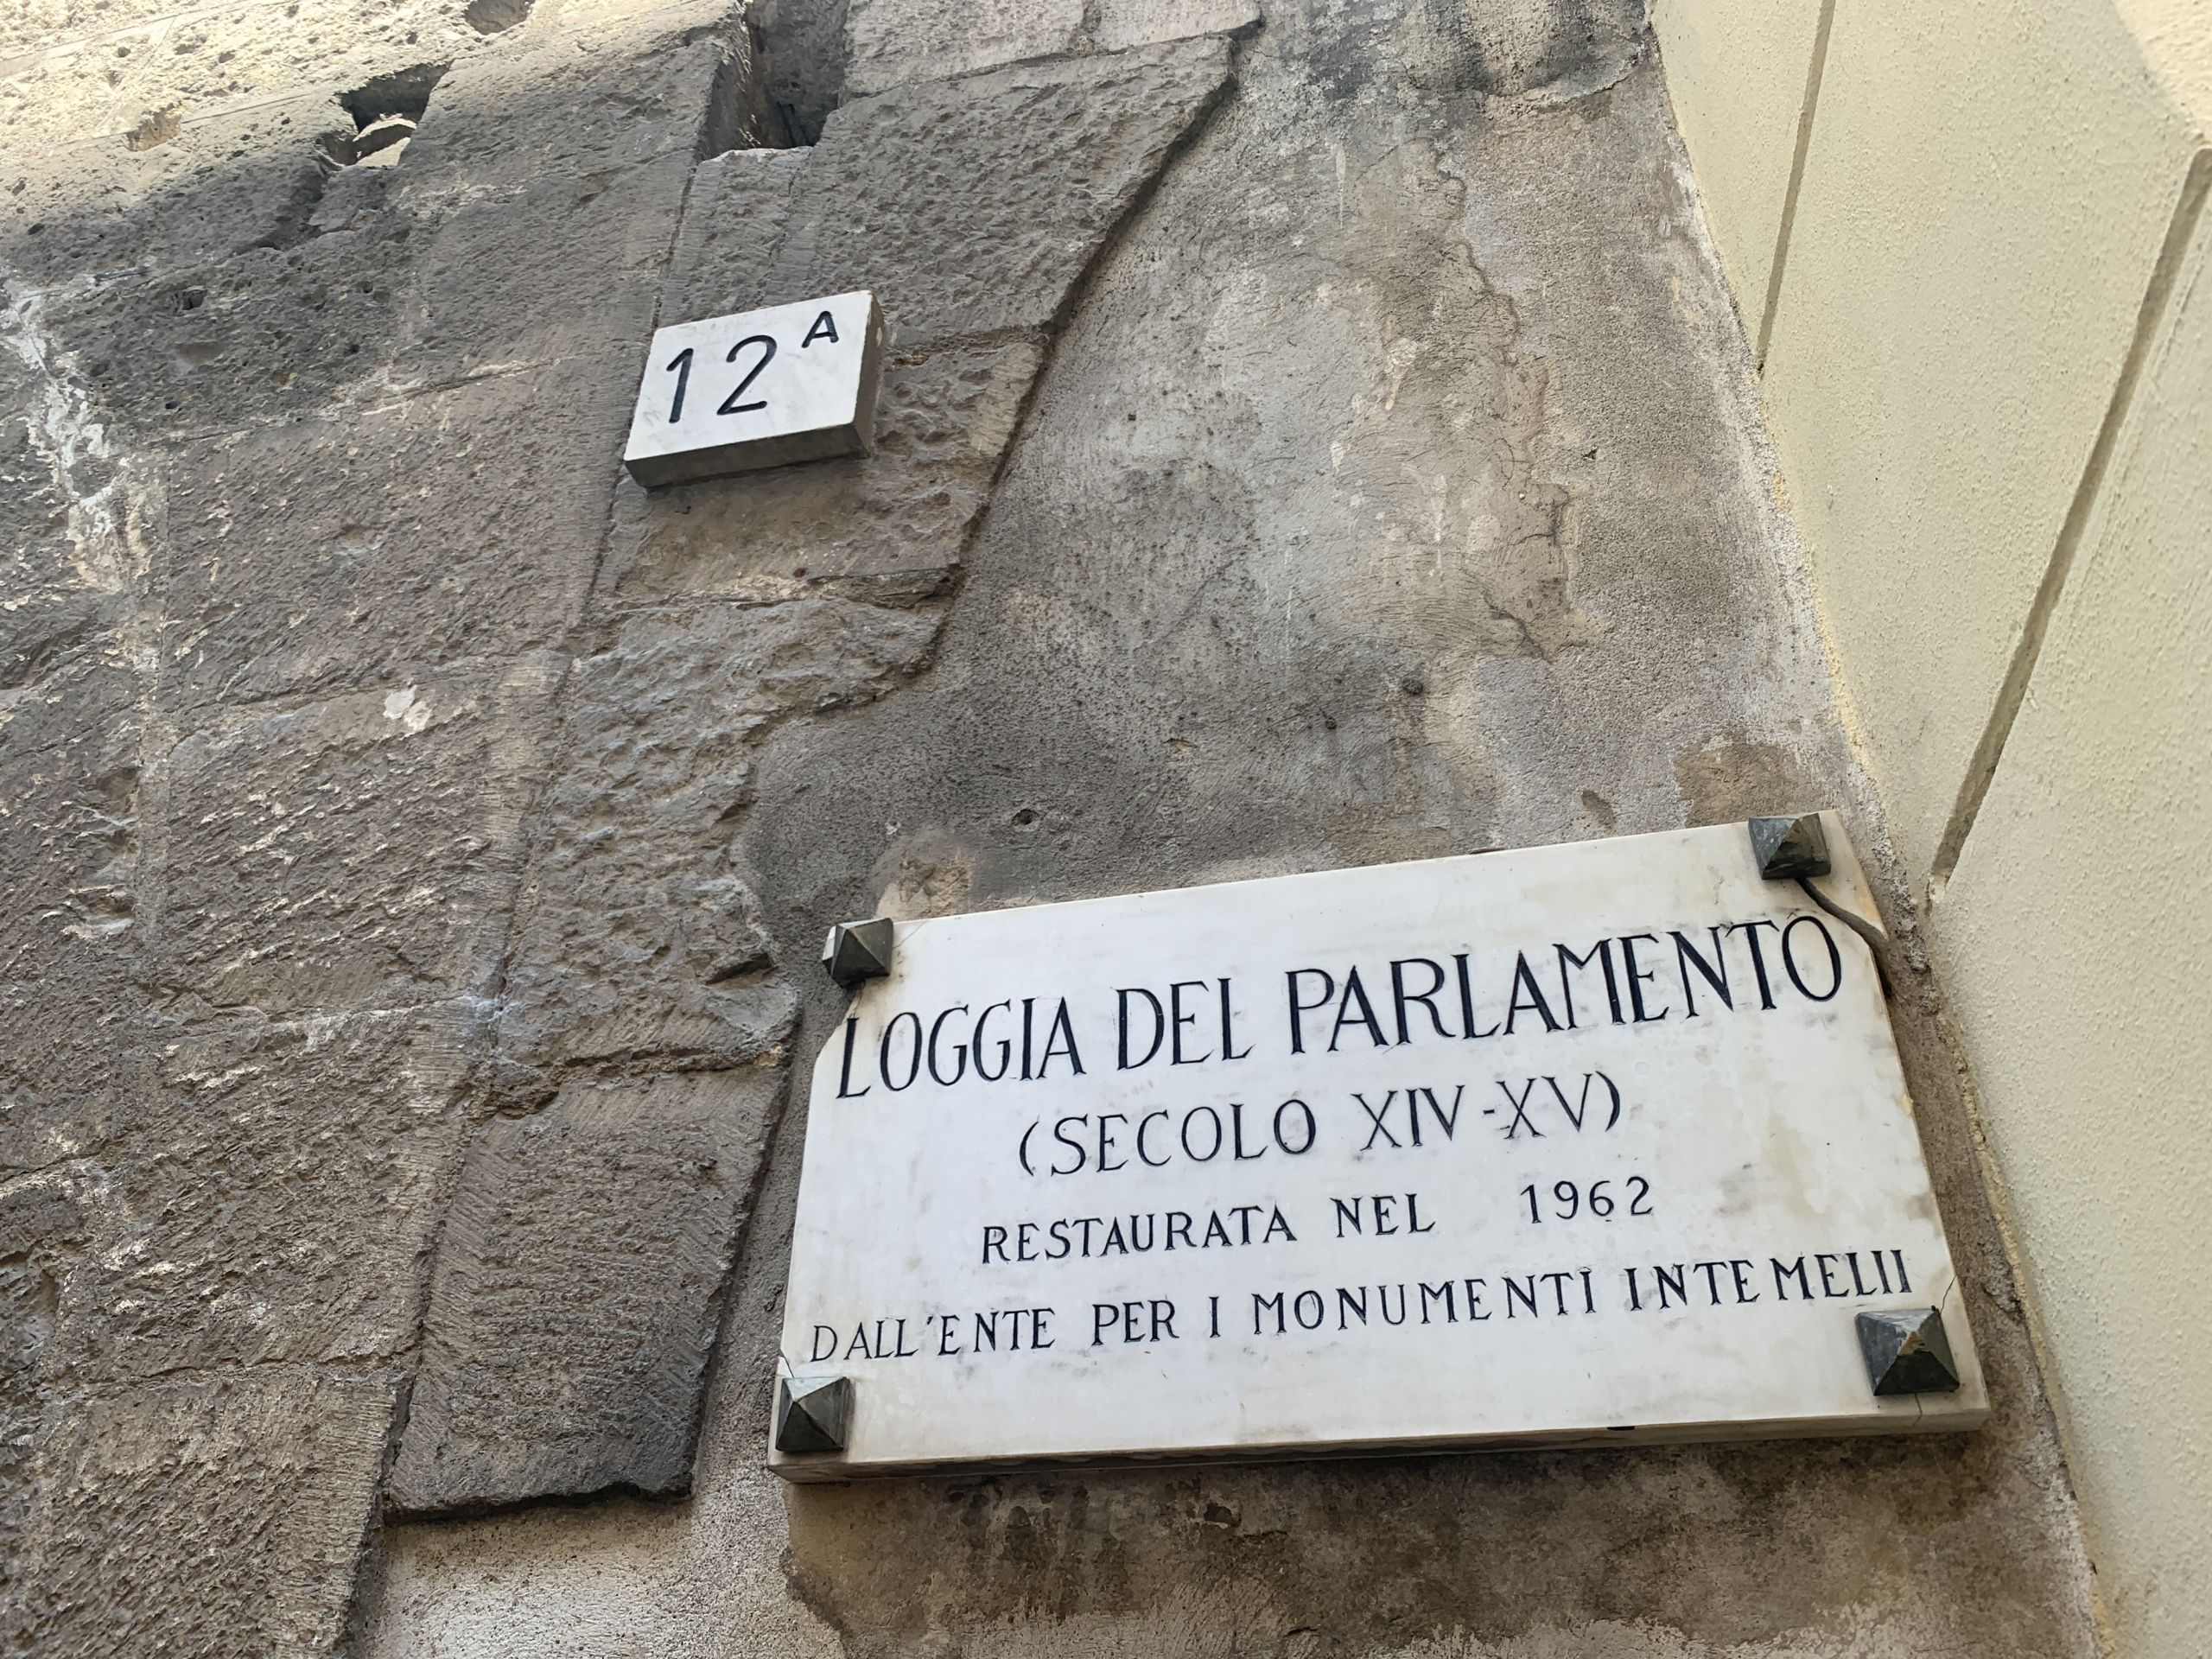 12A
LOGGIA DEL PARLAMENTO
(SECOLO XIV-XV)
RESTAURATA NEL 1962
DALL'ENTE PER I MONUMENTI INTEMELII